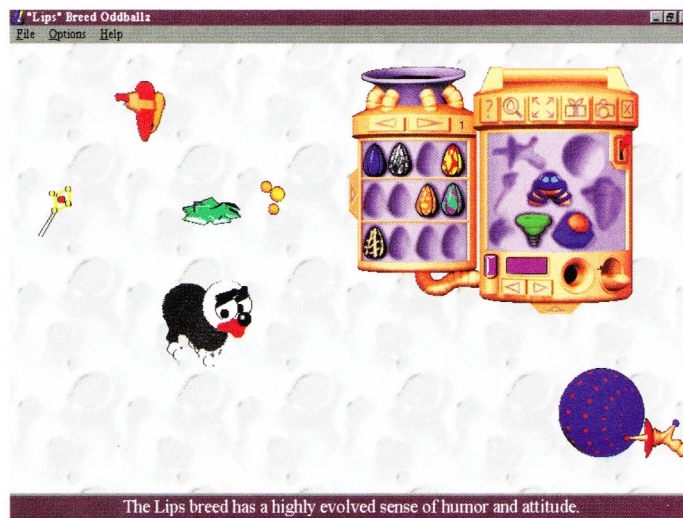 "Lips" Breed Oddballz
File Options Help
?
1
The Lips breed has a highly evolved sense of humor and attitude.